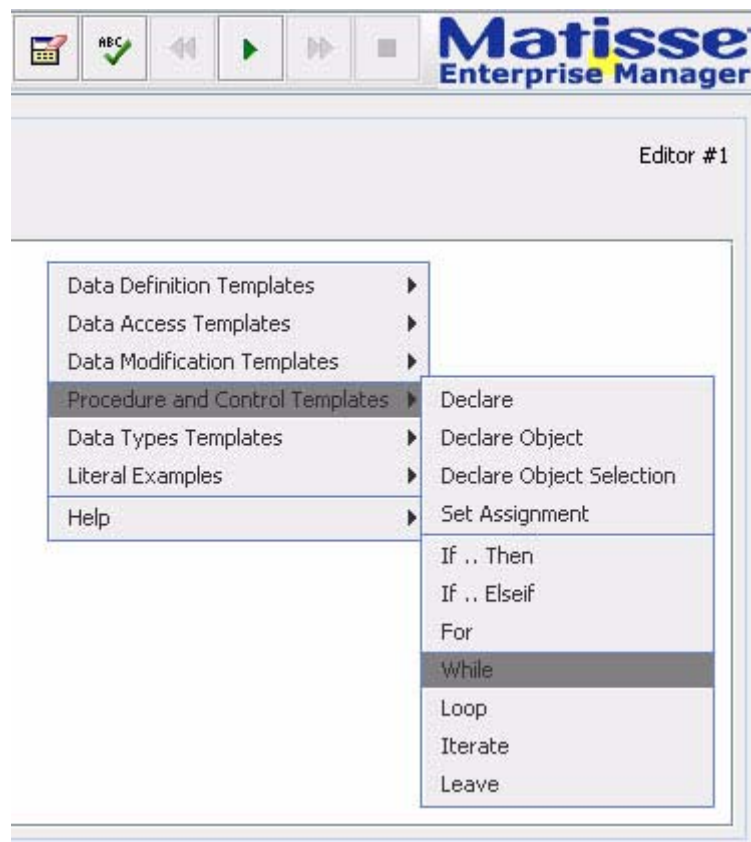 ABC
Matisse
Enterprise Manager
Editor #1
Data Definition Templates
Data Access Templates
Data Modification Templates
Procedure and Control Templates
Data Types Templates
Literal Examples
Help
Declare
Declare Object
Declare Object Selection
Set Assignment
If .. Then
If .. Elseif
For
While
Loop
Iterate
Leave